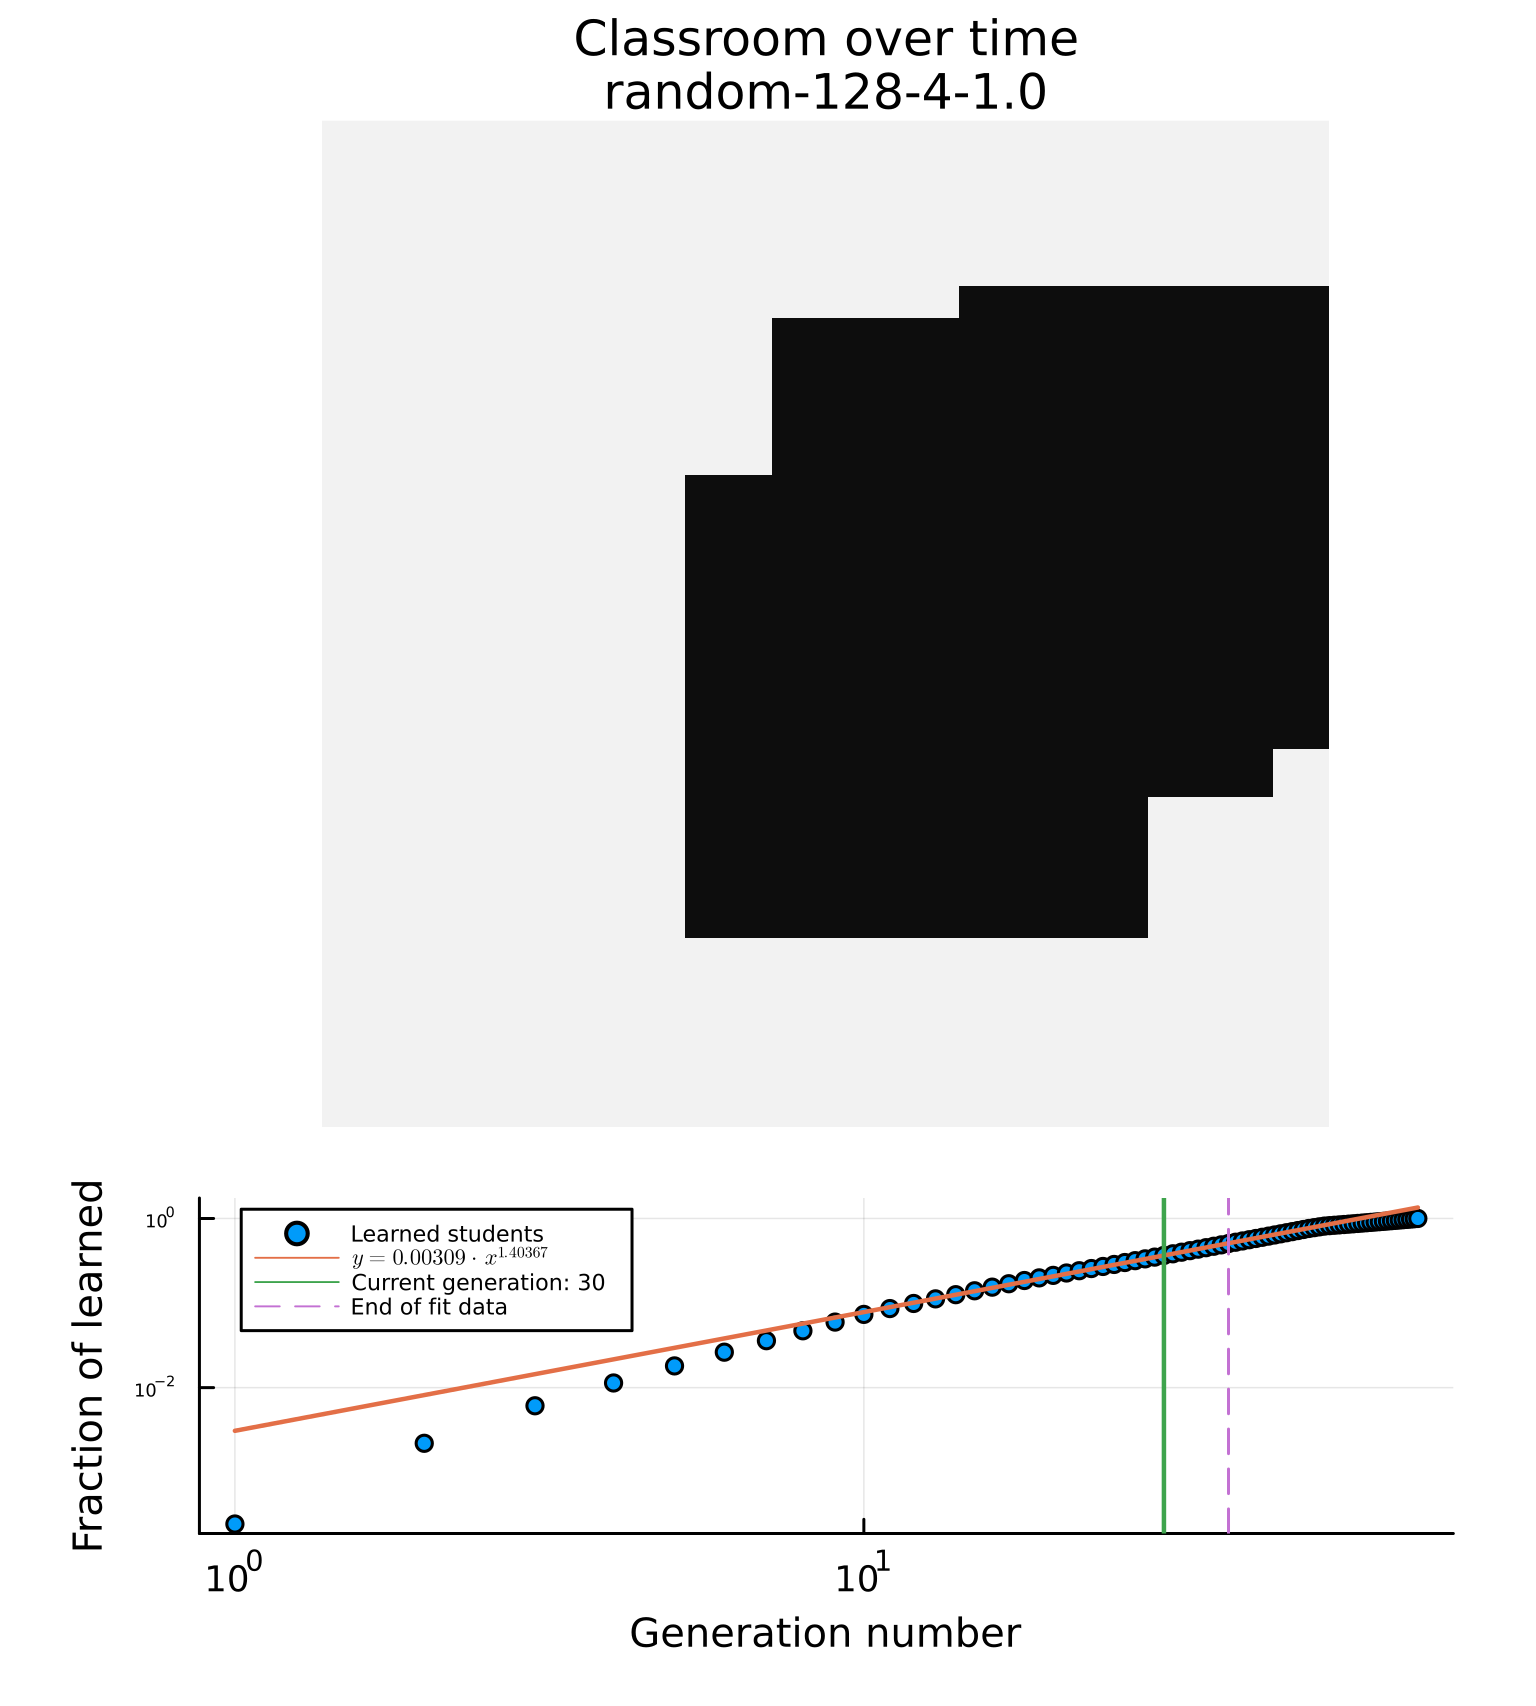 Classroom over time
random-128-4-1.0
Fraction of learned
10^0
10^-2
Learned students
y = 0.00309 · x^1.40367
Current generation: 30
End of fit data
10^0
10^1
Generation number